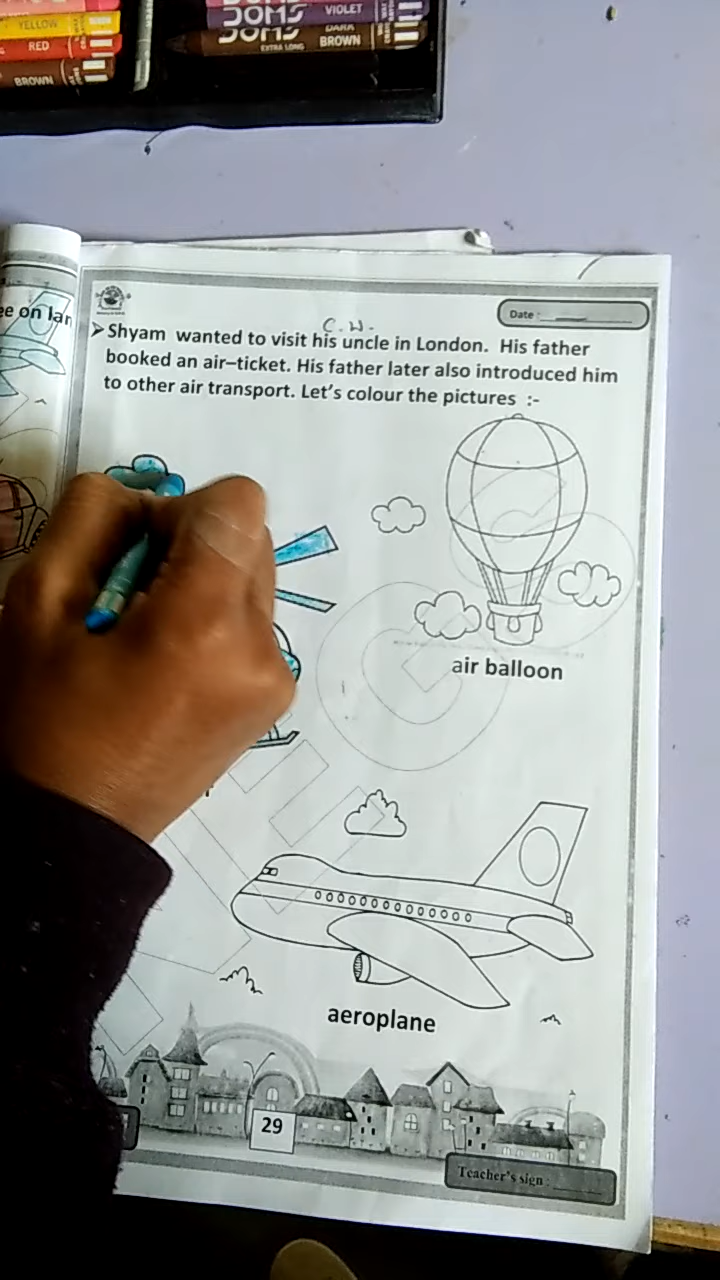 YELLOW
RED
BROWN
DOMS
VIOLET
DOMS
EXTRA LONG
DARK
BROWN
ee on lan
Date :
C.W.
➤ Shyam wanted to visit his uncle in London. His father
booked an air–ticket. His father later also introduced him
to other air transport. Let's colour the pictures :-
air balloon
aeroplane
29
Teacher's sign :